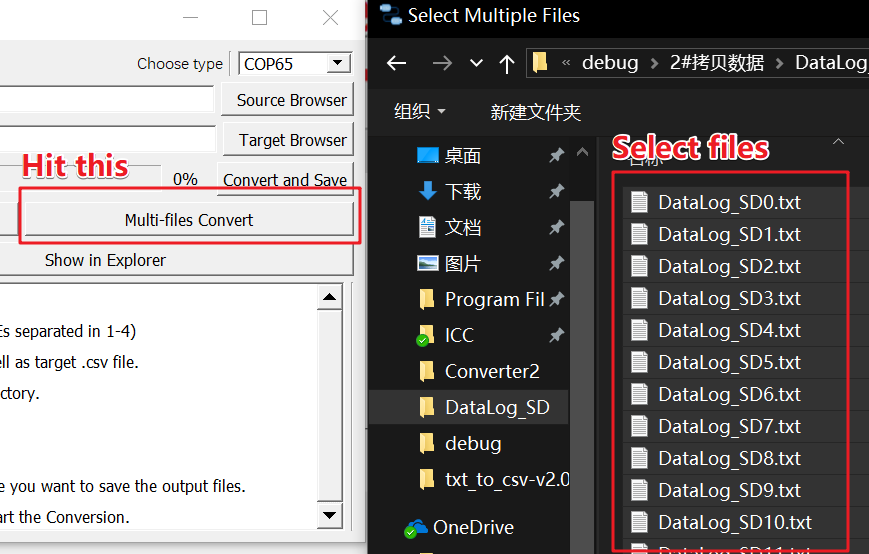 Choose type
COP65
Source Browser
Target Browser
Hit this
0%
Convert and Save
Multi-files Convert
Show in Explorer
Es separated in 1-4)
ell as target .csv file.
ctory.
e you want to save the output files.
art the Conversion.
Select Multiple Files
« debug > 2#拷贝数据 > DataLog_
组织
新建文件夹
桌面
下载
文档
图片
Program Fil
ICC
Converter2
DataLog_SD
debug
txt_to_csv-v2.0
OneDrive
Select files
名称
DataLog_SD0.txt
DataLog_SD1.txt
DataLog_SD2.txt
DataLog_SD3.txt
DataLog_SD4.txt
DataLog_SD5.txt
DataLog_SD6.txt
DataLog_SD7.txt
DataLog_SD8.txt
DataLog_SD9.txt
DataLog_SD10.txt
DataLog_SD11.txt